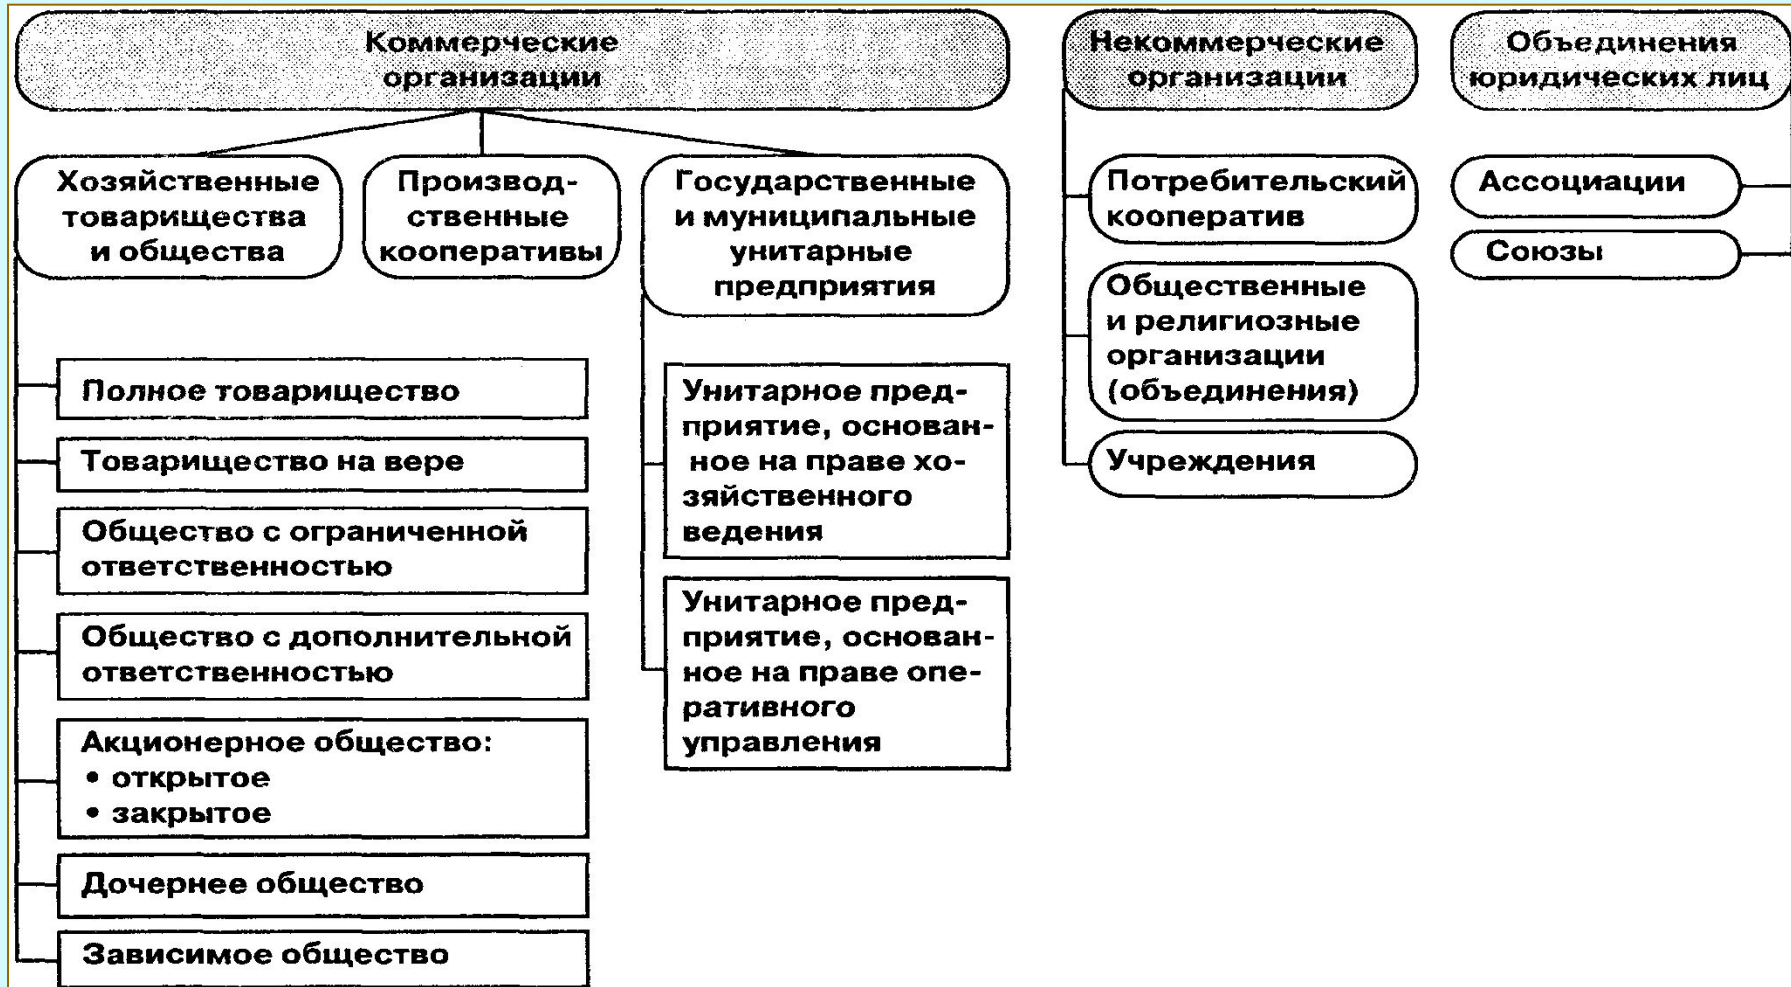 Коммерческие
организации
Некоммерческие
организации
Объединения
юридических лиц
Хозяйственные
товарищества
и общества
Производ-
ственные
кооперативы
Государственные
и муниципальные
унитарные
предприятия
Потребительский
кооператив
Общественные
и религиозные
организации
(объединения)
Учреждения
Ассоциации
Союзы
Полное товарищество
Товарищество на вере
Общество с ограниченной
ответственностью
Общество с дополнительной
ответственностью
Акционерное общество:
• открытое
• закрытое
Дочернее общество
Зависимое общество
Унитарное пред-
приятие, основан-
ное на праве хо-
зяйственного
ведения
Унитарное пред-
приятие, основан-
ное на праве опе-
ративного
управления